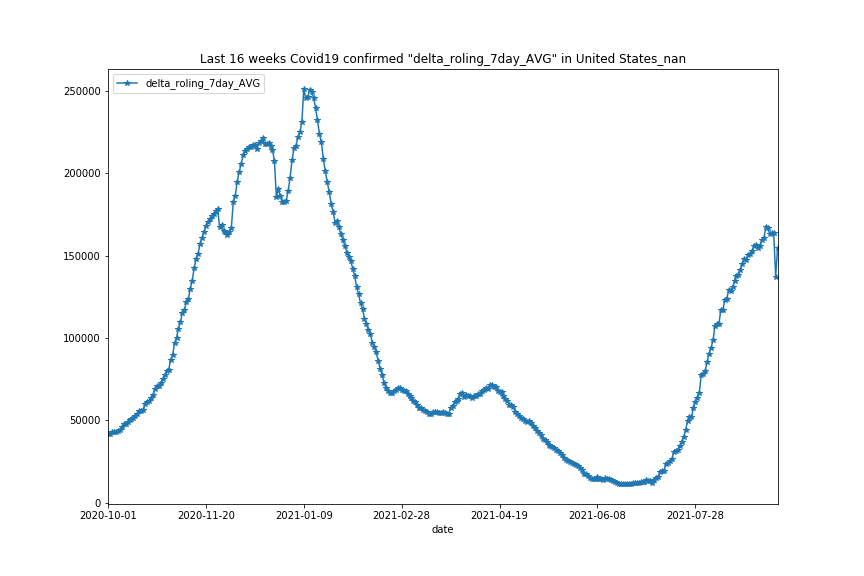 Last 16 weeks Covid19 confirmed "delta_roling_7day_AVG" in United States_nan
delta_roling_7day_AVG
250000
200000
150000
100000
50000
0
2020-10-01 2020-11-20 2021-01-09 2021-02-28 2021-04-19 2021-06-08 2021-07-28
date